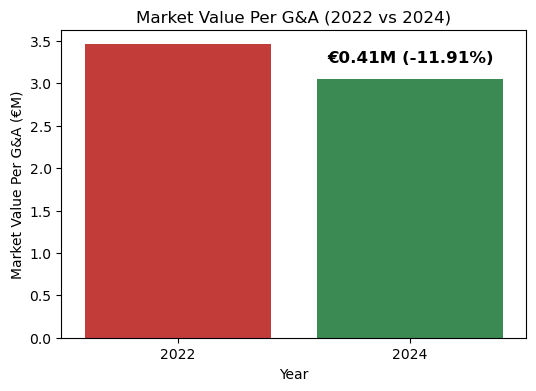 Market Value Per G&A (2022 vs 2024)
Market Value Per G&A (€M)
3.5
3.0
2.5
2.0
1.5
1.0
0.5
0.0
€0.41M (-11.91%)
2022
2024
Year